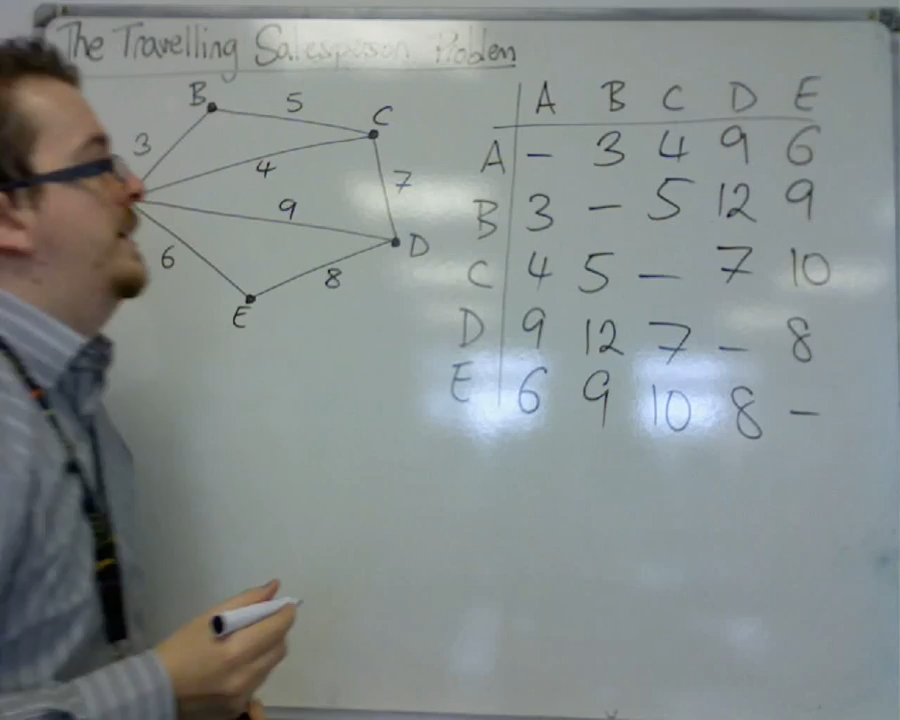 The Travelling Salesperson Problem
B 5 C
3
4
7
9
D
6
8
E
A B C D E
A - 3 4 9 6
B 3 - 5 12 9
C 4 5 - 7 10
D 9 12 7 - 8
E 6 9 10 8 -